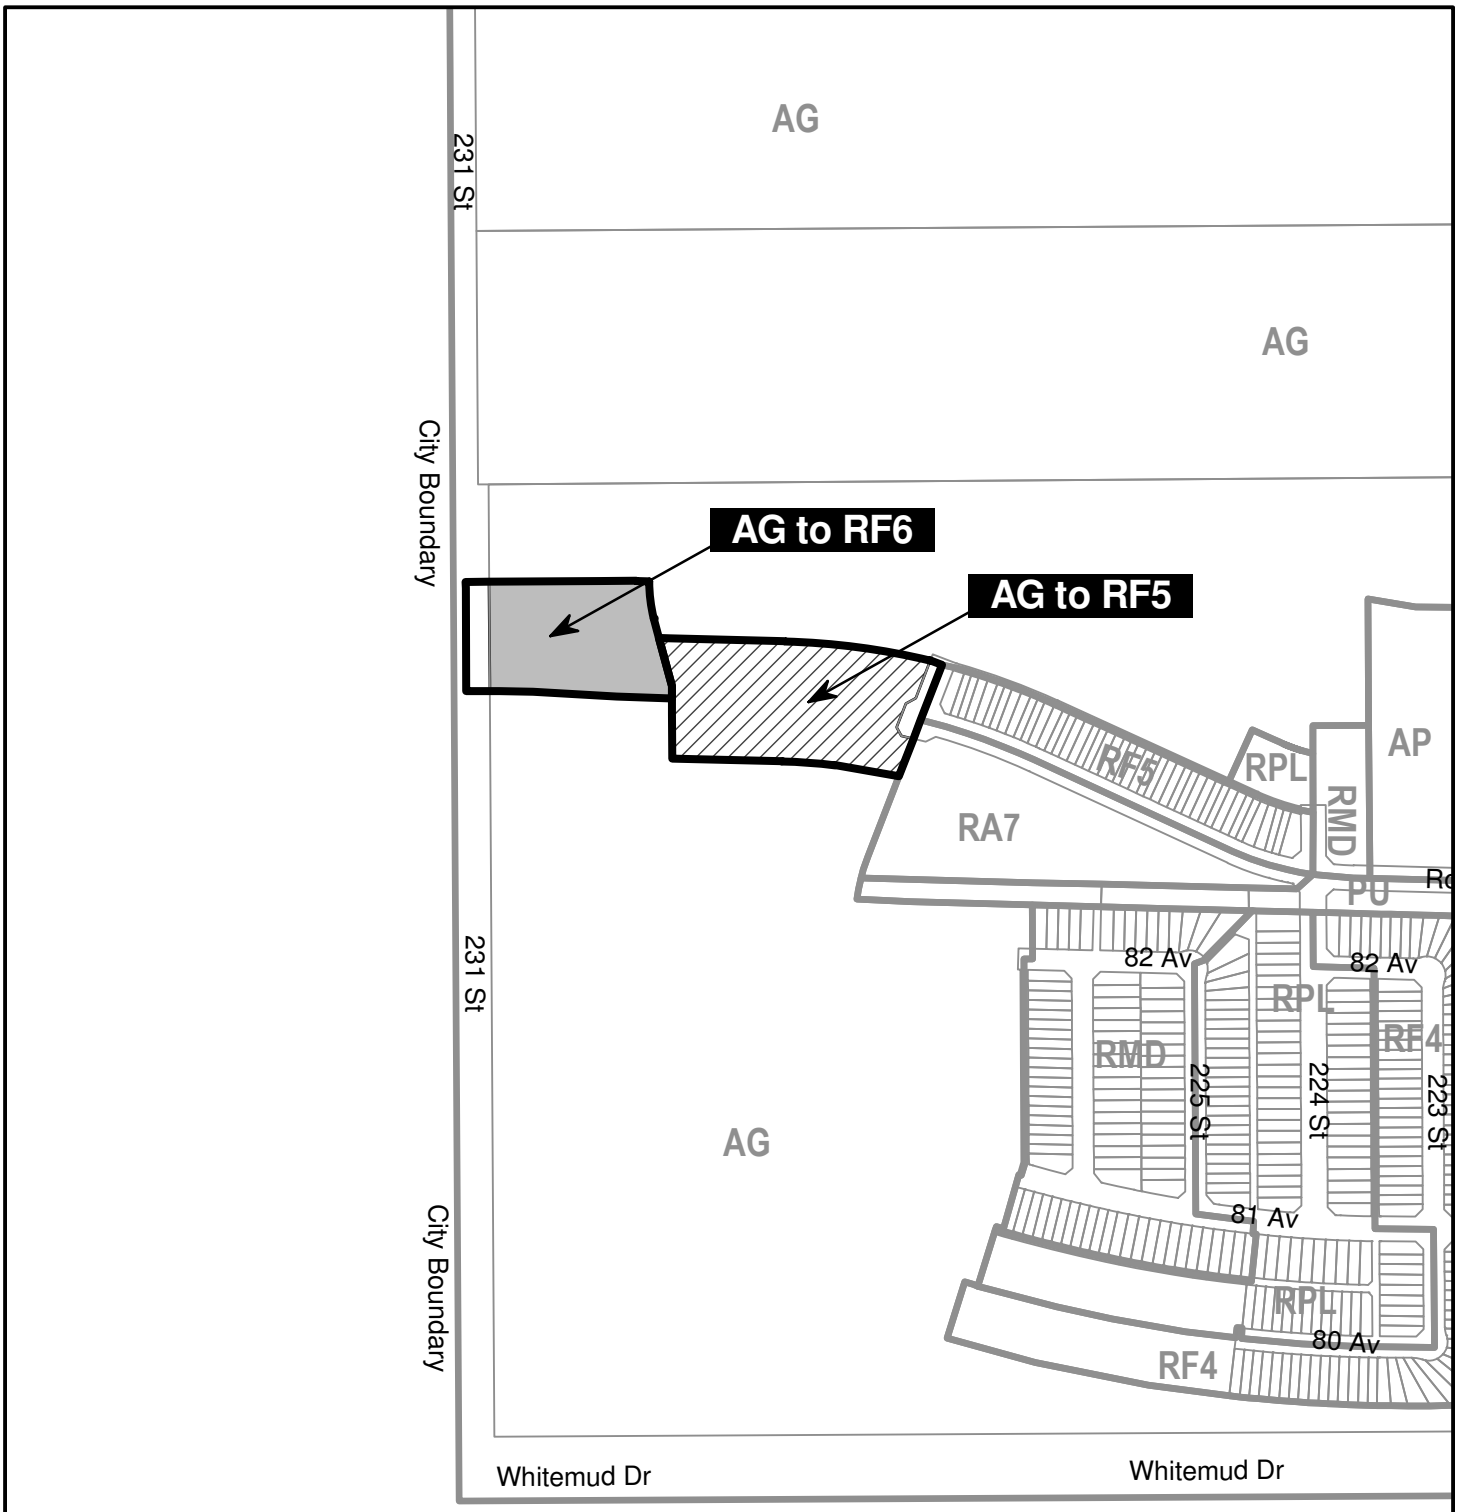 AG
231 St
AG
City Boundary
AG to RF6
AG to RF5
AP
RF5
RPL
RMD
RA7
PU
82 Av
82 Av
231 St
RPL
RF4
RMD
225 St
224 St
223 St
AG
81 Av
City Boundary
RPL
80 Av
RF4
Whitemud Dr
Whitemud Dr